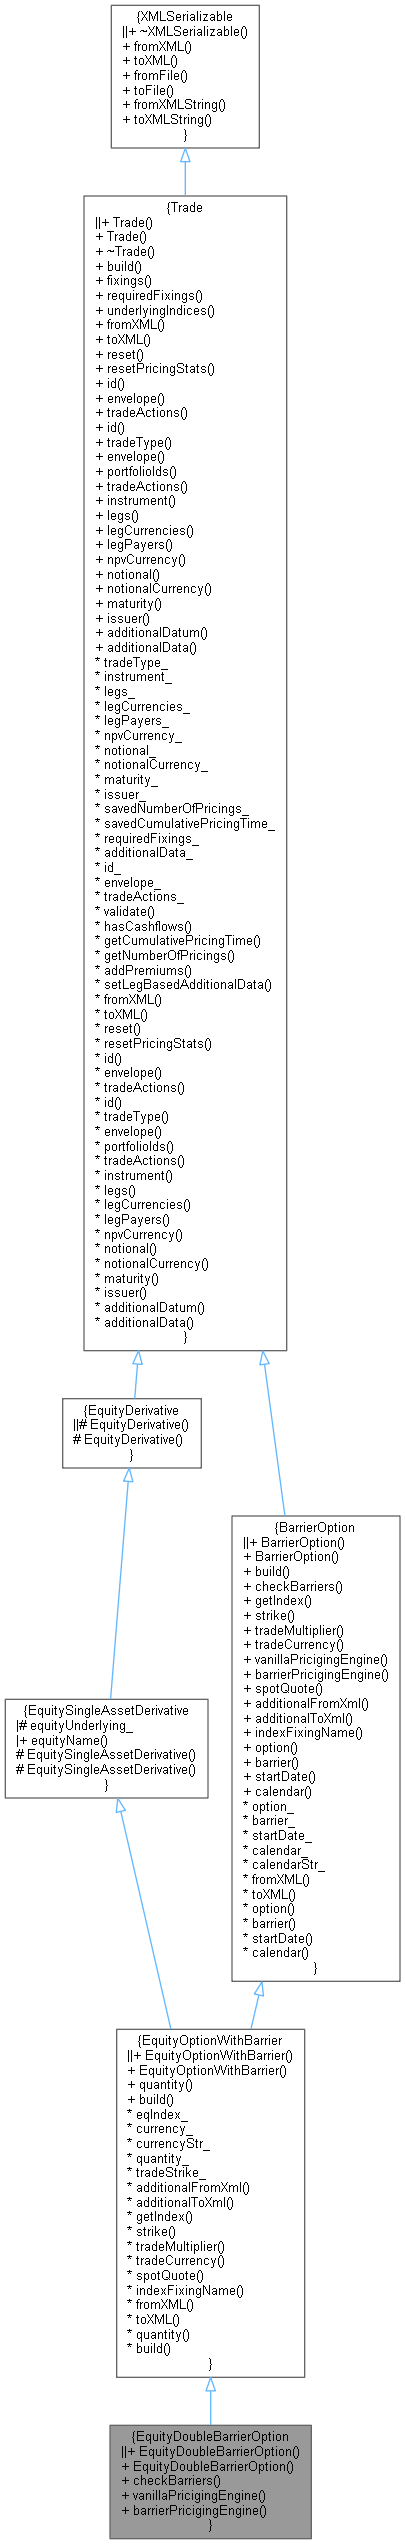 {XMLSerializable
||+ ~XMLSerializable()
+ fromXML()
+ toXML()
+ fromFile()
+ toFile()
+ fromXMLString()
+ toXMLString()
}
{Trade
||+ Trade()
+ Trade()
+ ~Trade()
+ build()
+ fixings()
+ requiredFixings()
+ underlyingIndices()
+ fromXML()
+ toXML()
+ reset()
+ resetPricingStats()
+ id()
+ envelope()
+ tradeActions()
+ id()
+ tradeType()
+ envelope()
+ portfolioIds()
+ tradeActions()
+ instrument()
+ legs()
+ legCurrencies()
+ legPayers()
+ npvCurrency()
+ notional()
+ notionalCurrency()
+ maturity()
+ issuer()
+ additionalDatum()
+ additionalData()
* tradeType_
* instrument_
* legs_
* legCurrencies_
* legPayers_
* npvCurrency_
* notional_
* notionalCurrency_
* maturity_
* issuer_
* savedNumberOfPricings_
* savedCumulativePricingTime_
* requiredFixings_
* additionalData_
* id_
* envelope_
* tradeActions_
* validate()
* hasCashflows()
* getCumulativePricingTime()
* getNumberOfPricings()
* addPremiums()
* setLegBasedAdditionalData()
* fromXML()
* toXML()
* reset()
* resetPricingStats()
* id()
* envelope()
* tradeActions()
* id()
* tradeType()
* envelope()
* portfolioIds()
* tradeActions()
* instrument()
* legs()
* legCurrencies()
* legPayers()
* npvCurrency()
* notional()
* notionalCurrency()
* maturity()
* issuer()
* additionalDatum()
* additionalData()
}
{EquityDerivative
||# EquityDerivative()
# EquityDerivative()
}
{BarrierOption
||+ BarrierOption()
+ BarrierOption()
+ build()
+ checkBarriers()
+ getIndex()
+ strike()
+ tradeMultiplier()
+ tradeCurrency()
+ vanillaPricigingEngine()
+ barrierPricigingEngine()
+ spotQuote()
+ additionalFromXml()
+ additionalToXml()
+ indexFixingName()
+ option()
+ barrier()
+ startDate()
+ calendar()
* option_
* barrier_
* startDate_
* calendar_
* calendarStr_
* fromXML()
* toXML()
* option()
* barrier()
* startDate()
* calendar()
}
{EquitySingleAssetDerivative
|# equityUnderlying_
|+ equityName()
# EquitySingleAssetDerivative()
# EquitySingleAssetDerivative()
}
{EquityOptionWithBarrier
||+ EquityOptionWithBarrier()
+ EquityOptionWithBarrier()
+ quantity()
+ build()
* eqIndex_
* currency_
* currencyStr_
* quantity_
* tradeStrike_
* additionalFromXml()
* additionalToXml()
* getIndex()
* strike()
* tradeMultiplier()
* tradeCurrency()
* spotQuote()
* indexFixingName()
* fromXML()
* toXML()
* quantity()
* build()
}
{EquityDoubleBarrierOption
||+ EquityDoubleBarrierOption()
+ EquityDoubleBarrierOption()
+ checkBarriers()
+ vanillaPricigingEngine()
+ barrierPricigingEngine()
}